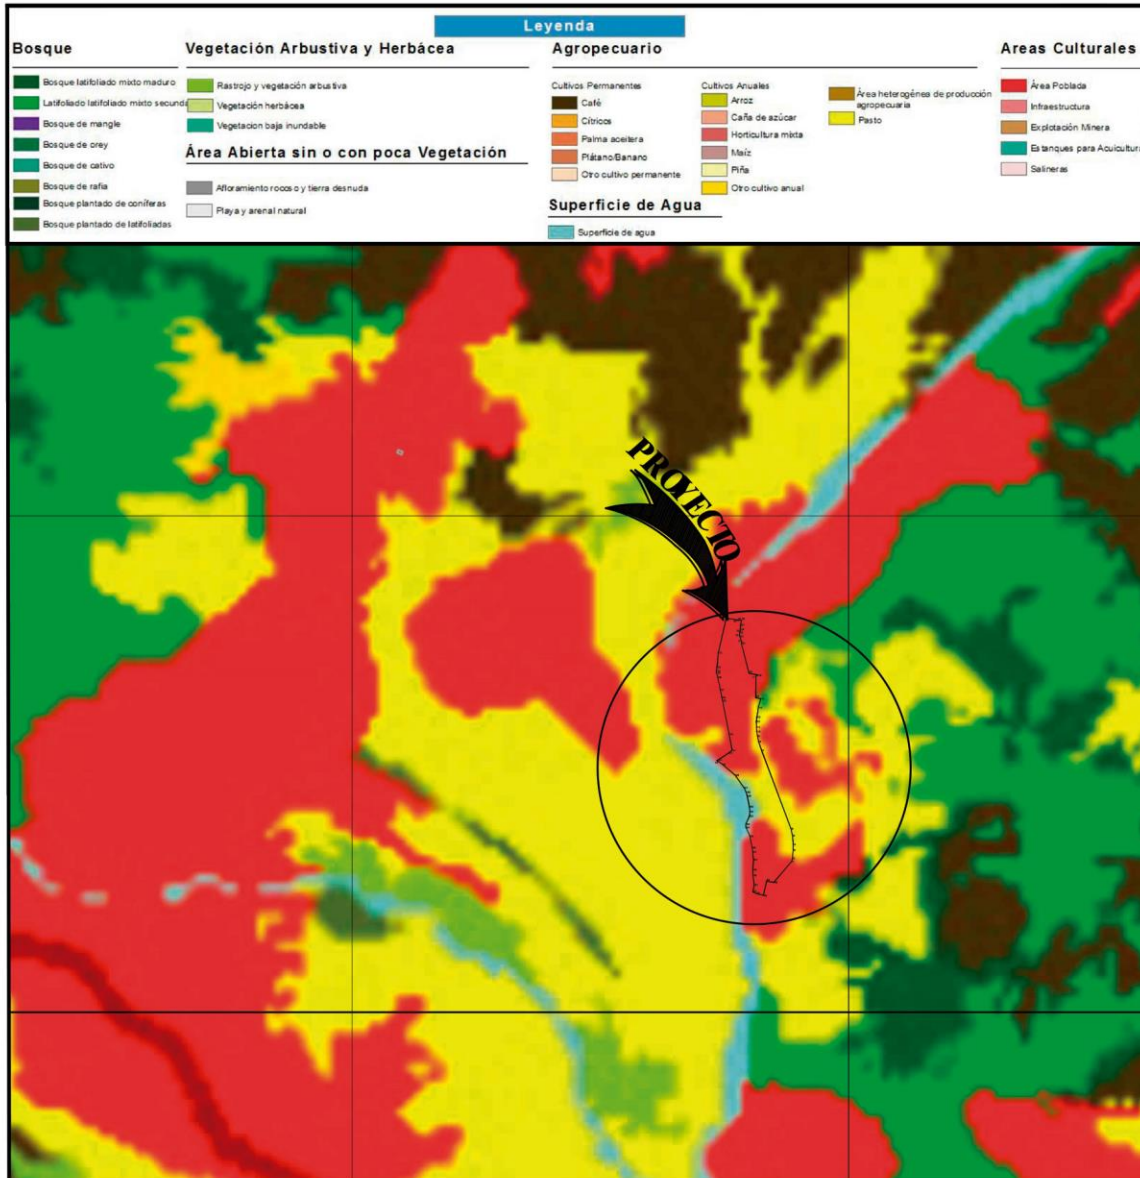 Leyenda
Bosque
Bosque latifoliado mixto maduro
Latifoliado latifoliado mixto secunda
Bosque de mangle
Bosque de orey
Bosque de cativo
Bosque de rafia
Bosque plantado de coníferas
Bosque plantado de latifoliadas
Vegetación Arbustiva y Herbácea
Rastrojo y vegetación arbustiva
Vegetación herbácea
Vegetacion baja inundable
Área Abierta sin o con poca Vegetación
Afloramiento rocoso y tierra desnuda
Playa y arenal natural
Agropecuario
Cultivos Permanentes
Café
Cítricos
Palma aceitera
Plátano/Banano
Otro cultivo permanente
Cultivos Anuales
Arroz
Caña de azúcar
Horticultura mixta
Maíz
Piña
Otro cultivo anual
Área heterogénea de producción
agropecuaria
Pasto
Superficie de Agua
Superficie de agua
Areas Culturales
Área Poblada
Infraestructura
Explotación Minera
Estanques para Acuicultura
Salineras
PROYECTO